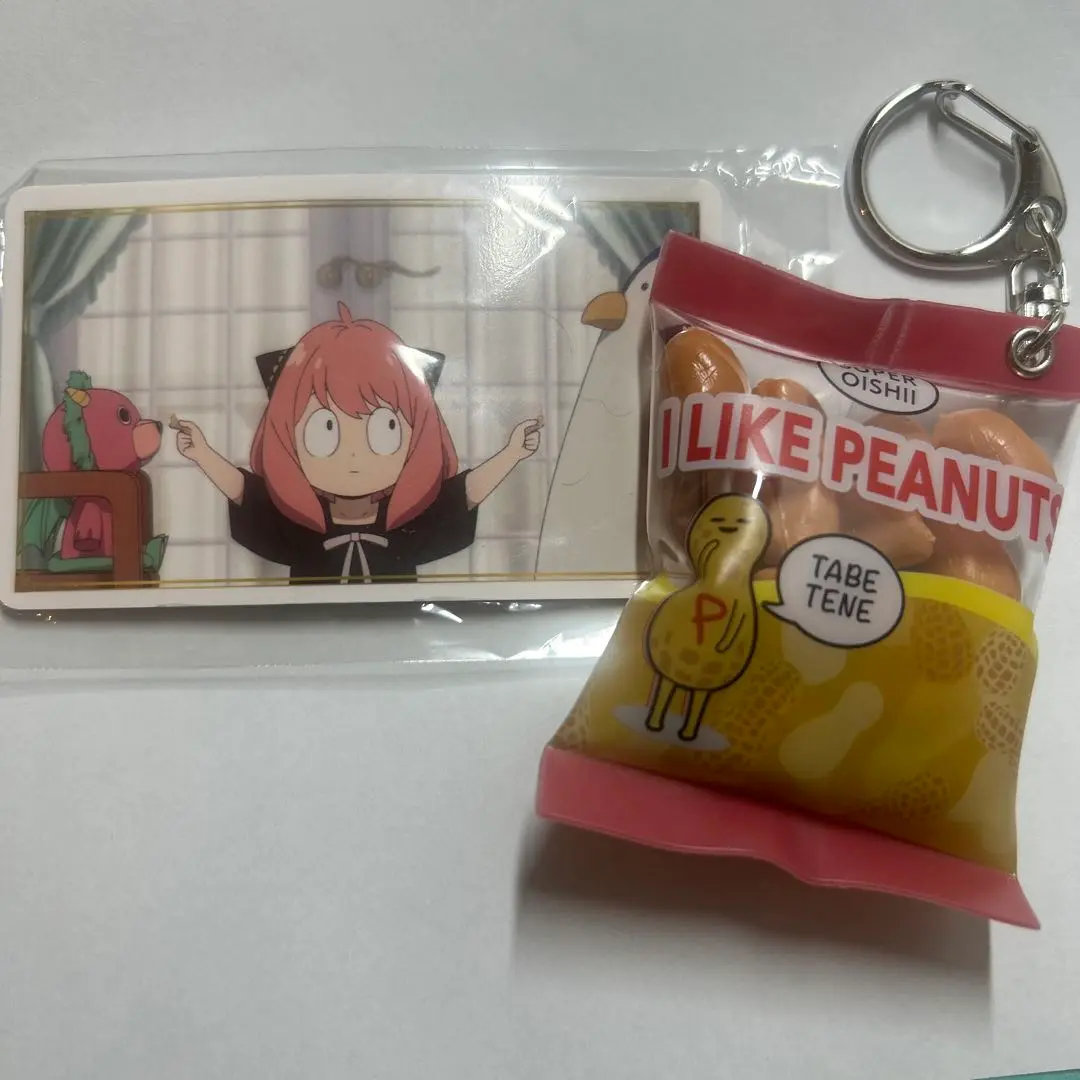 SUPER
OISHII
I LIKE PEANUTS
TABE
TENE
P